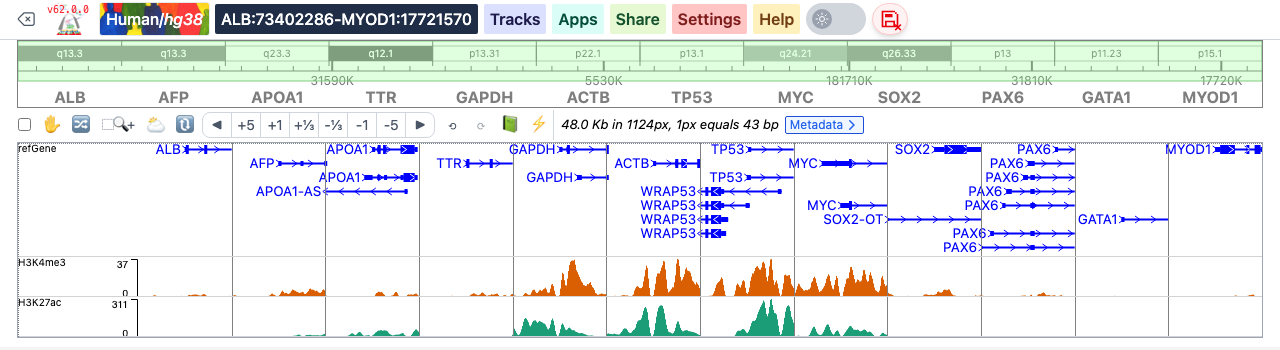 v62.0.0
Human/hg38 ALB:73402286-MYOD1:17721570 Tracks Apps Share Settings Help
q13.3 q13.3 q23.3 q12.1 p13.31 p22.1 p13.1 q24.21 q26.33 p13 p11.23 p15.1
31590K 5530K 181710K 31810K 17720K
ALB AFP APOA1 TTR GAPDH ACTB TP53 MYC SOX2 PAX6 GATA1 MYOD1
◀ +5 +1 +⅓ -⅓ -1 -5 ▶ 48.0 Kb in 1124px, 1px equals 43 bp Metadata >
refGene ALB APOA1 GAPDH TP53 SOX2 PAX6 MYOD1
AFP TTR ACTB MYC PAX6
APOA1 GAPDH TP53 PAX6
APOA1-AS WRAP53 PAX6
WRAP53 MYC PAX6
WRAP53 SOX2-OT GATA1
WRAP53 PAX6
PAX6
H3K4me3 37
0
H3K27ac 311
0